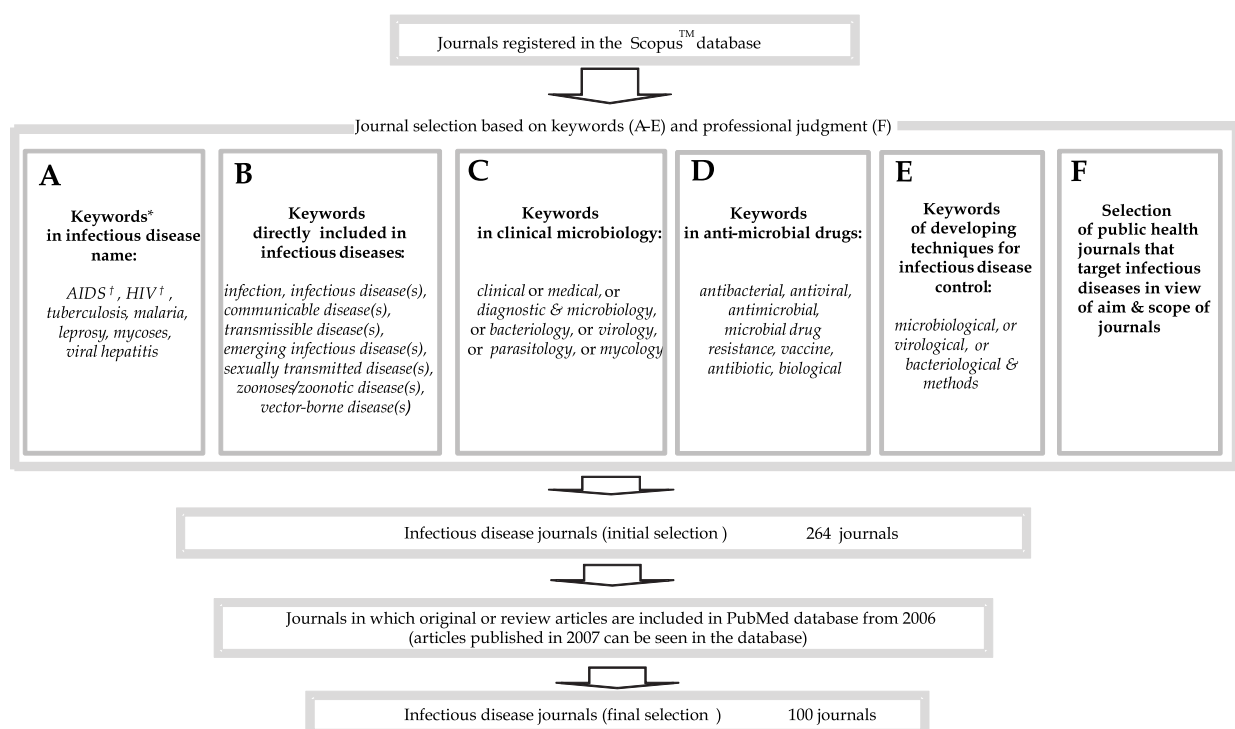 Journals registered in the Scopus™ database
Journal selection based on keywords (A-E) and professional judgment (F)
A
Keywords*
in infectious disease
name:
AIDS†, HIV†,
tuberculosis, malaria,
leprosy, mycoses,
viral hepatitis
B
Keywords
directly included in
infectious diseases:
infection, infectious disease(s),
communicable disease(s),
transmissible disease(s),
emerging infectious disease(s),
sexually transmitted disease(s),
zoonoses/zoonotic disease(s),
vector-borne disease(s)
C
Keywords
in clinical microbiology:
clinical or medical, or
diagnostic & microbiology,
or bacteriology, or virology,
or parasitology, or mycology
D
Keywords
in anti-microbial drugs:
antibacterial, antiviral,
antimicrobial,
microbial drug
resistance, vaccine,
antibiotic, biological
E
Keywords
of developing
techniques for
infectious disease
control:
microbiological, or
virological, or
bacteriological &
methods
F
Selection
of public health
journals that
target infectious
diseases in view
of aim & scope of
journals
Infectious disease journals (initial selection ) 264 journals
Journals in which original or review articles are included in PubMed database from 2006
(articles published in 2007 can be seen in the database)
Infectious disease journals (final selection ) 100 journals